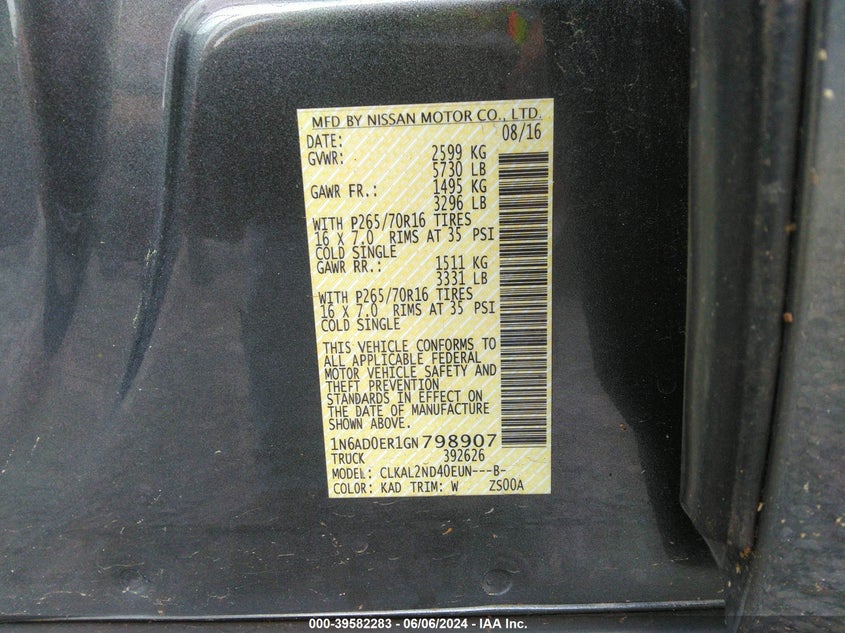 MFD BY NISSAN MOTOR CO., LTD.
DATE: 08/16
GVWR: 2599 KG
5730 LB
GAWR FR.: 1495 KG
3296 LB
WITH P265/70R16 TIRES
16 X 7.0 RIMS AT 35 PSI
COLD SINGLE
GAWR RR.: 1511 KG
3331 LB
WITH P265/70R16 TIRES
16 X 7.0 RIMS AT 35 PSI
COLD SINGLE
THIS VEHICLE CONFORMS TO
ALL APPLICABLE FEDERAL
MOTOR VEHICLE SAFETY AND
THEFT PREVENTION
STANDARDS IN EFFECT ON
THE DATE OF MANUFACTURE
SHOWN ABOVE.
1N6AD0ER1GN798907
TRUCK 392626
MODEL: CLKAL2ND40EUN---B-
COLOR: KAD TRIM: W ZS00A
000-39582283 - 06/06/2024 - IAA Inc.